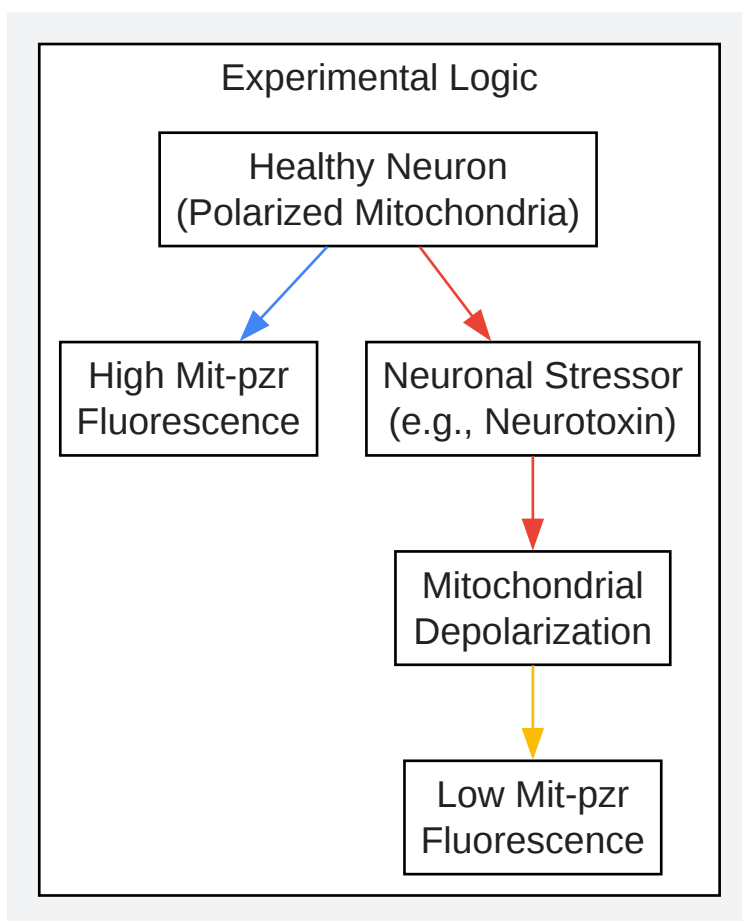 Experimental Logic
Healthy Neuron
(Polarized Mitochondria)
High Mit-pzr
Fluorescence
Neuronal Stressor
(e.g., Neurotoxin)
Mitochondrial
Depolarization
Low Mit-pzr
Fluorescence